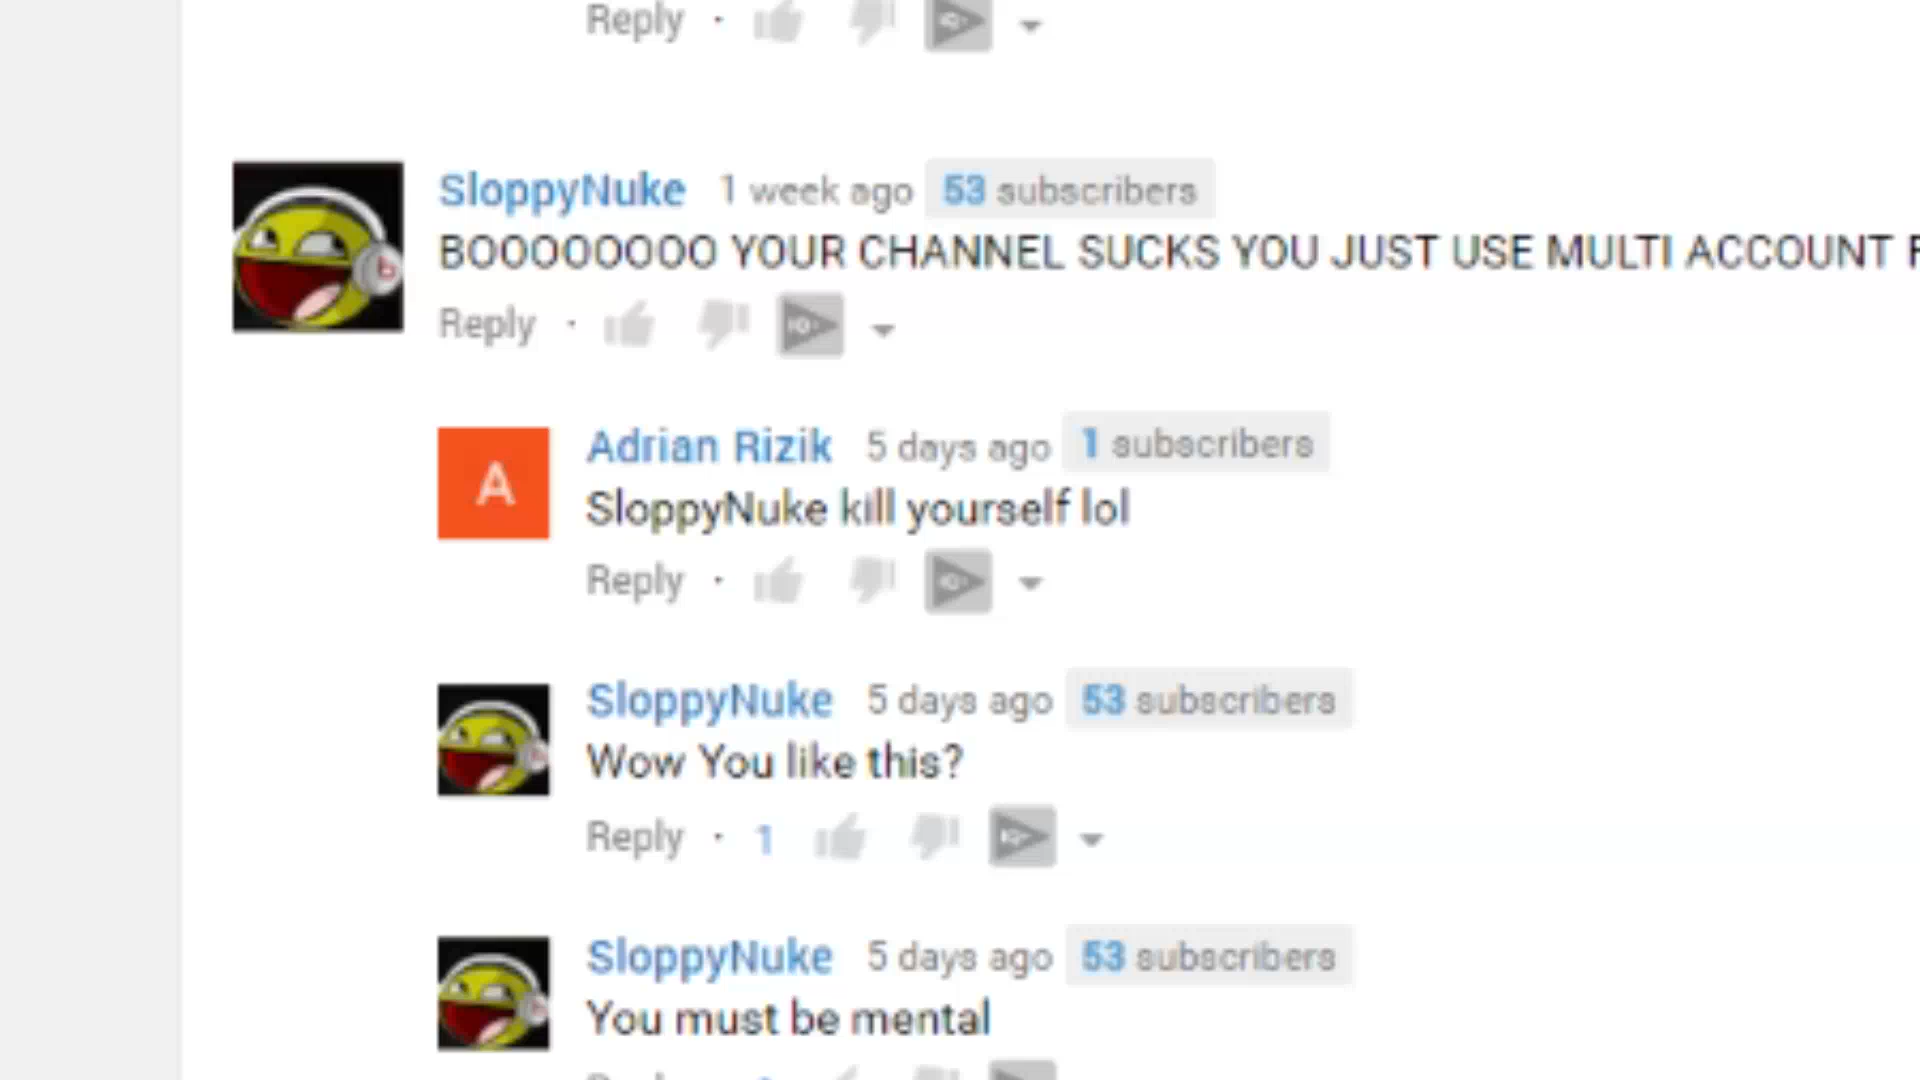 Reply ·
SloppyNuke 1 week ago 53 subscribers
BOOOOOOOO YOUR CHANNEL SUCKS YOU JUST USE MULTI ACCOUNT
Reply ·
A
Adrian Rizik 5 days ago 1 subscribers
SloppyNuke kill yourself lol
Reply ·
SloppyNuke 5 days ago 53 subscribers
Wow You like this?
Reply · 1
SloppyNuke 5 days ago 53 subscribers
You must be mental